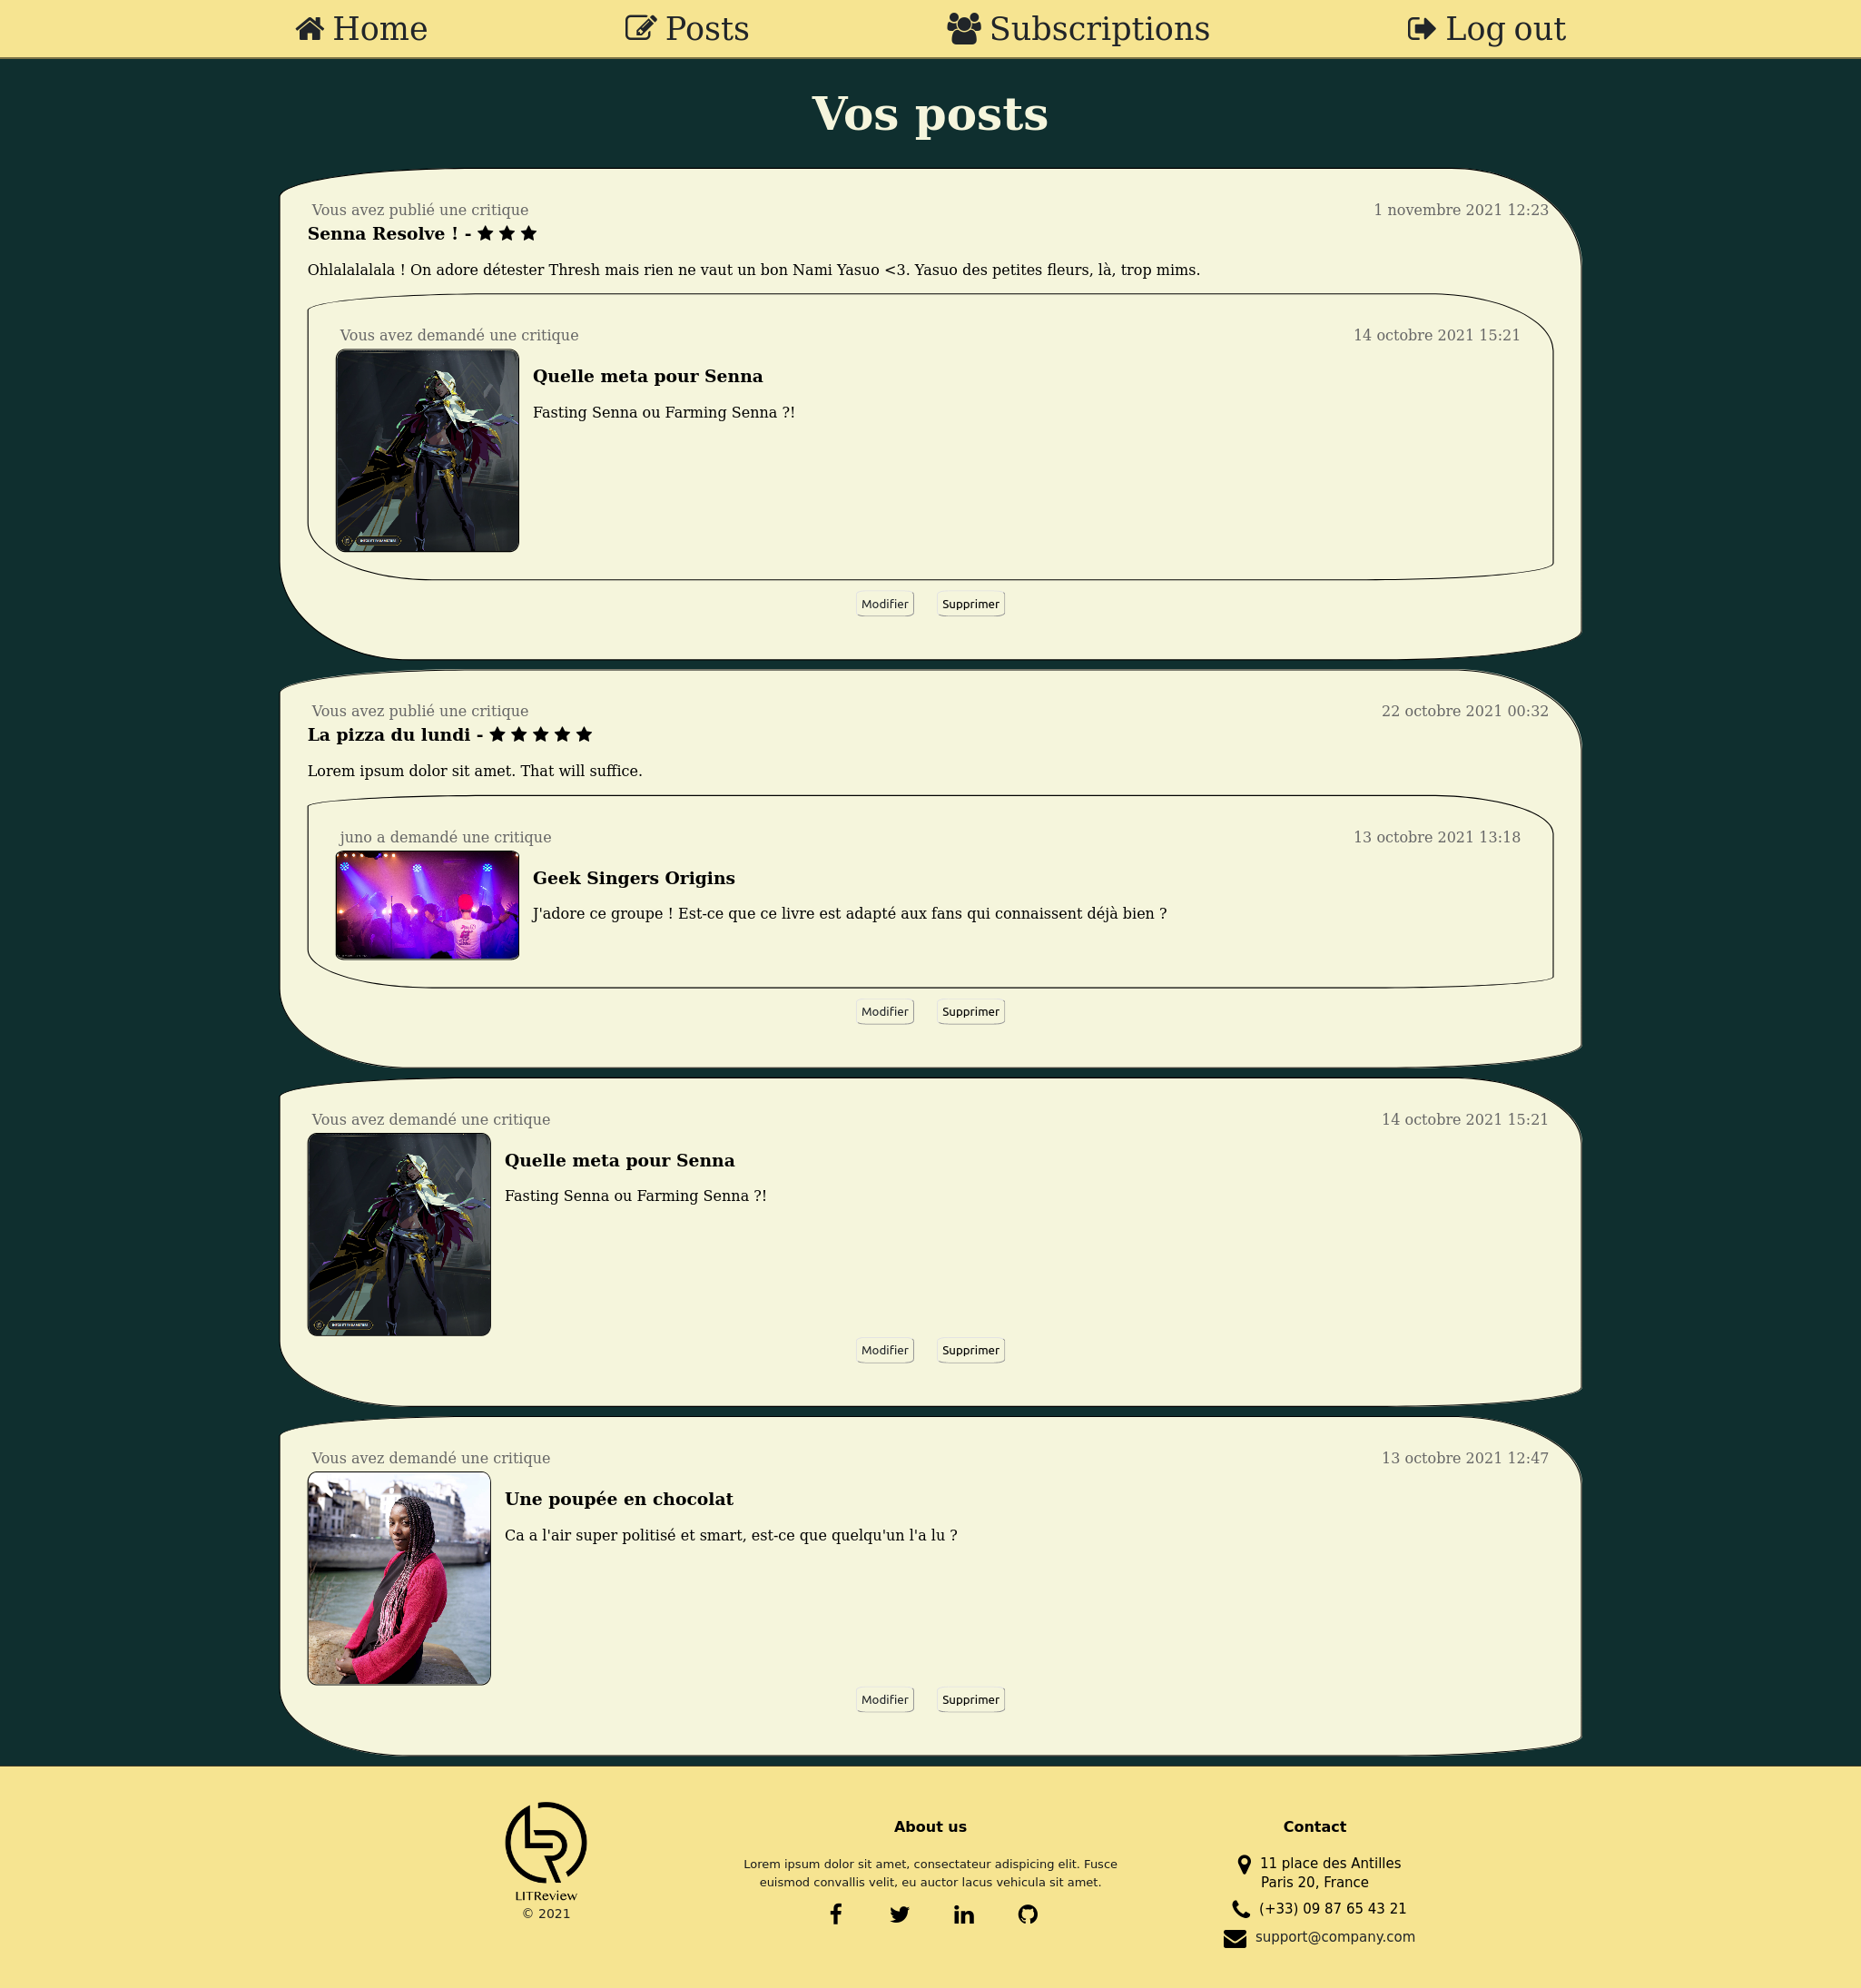 Home
Posts
Subscriptions
Log out
Vos posts
Vous avez publié une critique
1 novembre 2021 12:23
Senna Resolve ! -
Ohlalalalala ! On adore détester Thresh mais rien ne vaut un bon Nami Yasuo <3. Yasuo des petites fleurs, là, trop mims.
Vous avez demandé une critique
14 octobre 2021 15:21
Quelle meta pour Senna
Fasting Senna ou Farming Senna ?!
Modifier
Supprimer
Vous avez publié une critique
22 octobre 2021 00:32
La pizza du lundi -
Lorem ipsum dolor sit amet. That will suffice.
juno a demandé une critique
13 octobre 2021 13:18
Geek Singers Origins
J'adore ce groupe ! Est-ce que ce livre est adapté aux fans qui connaissent déjà bien ?
Modifier
Supprimer
Vous avez demandé une critique
14 octobre 2021 15:21
Quelle meta pour Senna
Fasting Senna ou Farming Senna ?!
Modifier
Supprimer
Vous avez demandé une critique
13 octobre 2021 12:47
Une poupée en chocolat
Ca a l'air super politisé et smart, est-ce que quelqu'un l'a lu ?
Modifier
Supprimer
LITReview
© 2021
About us
Lorem ipsum dolor sit amet, consectateur adispicing elit. Fusce
euismod convallis velit, eu auctor lacus vehicula sit amet.
Contact
11 place des Antilles
Paris 20, France
(+33) 09 87 65 43 21
support@company.com